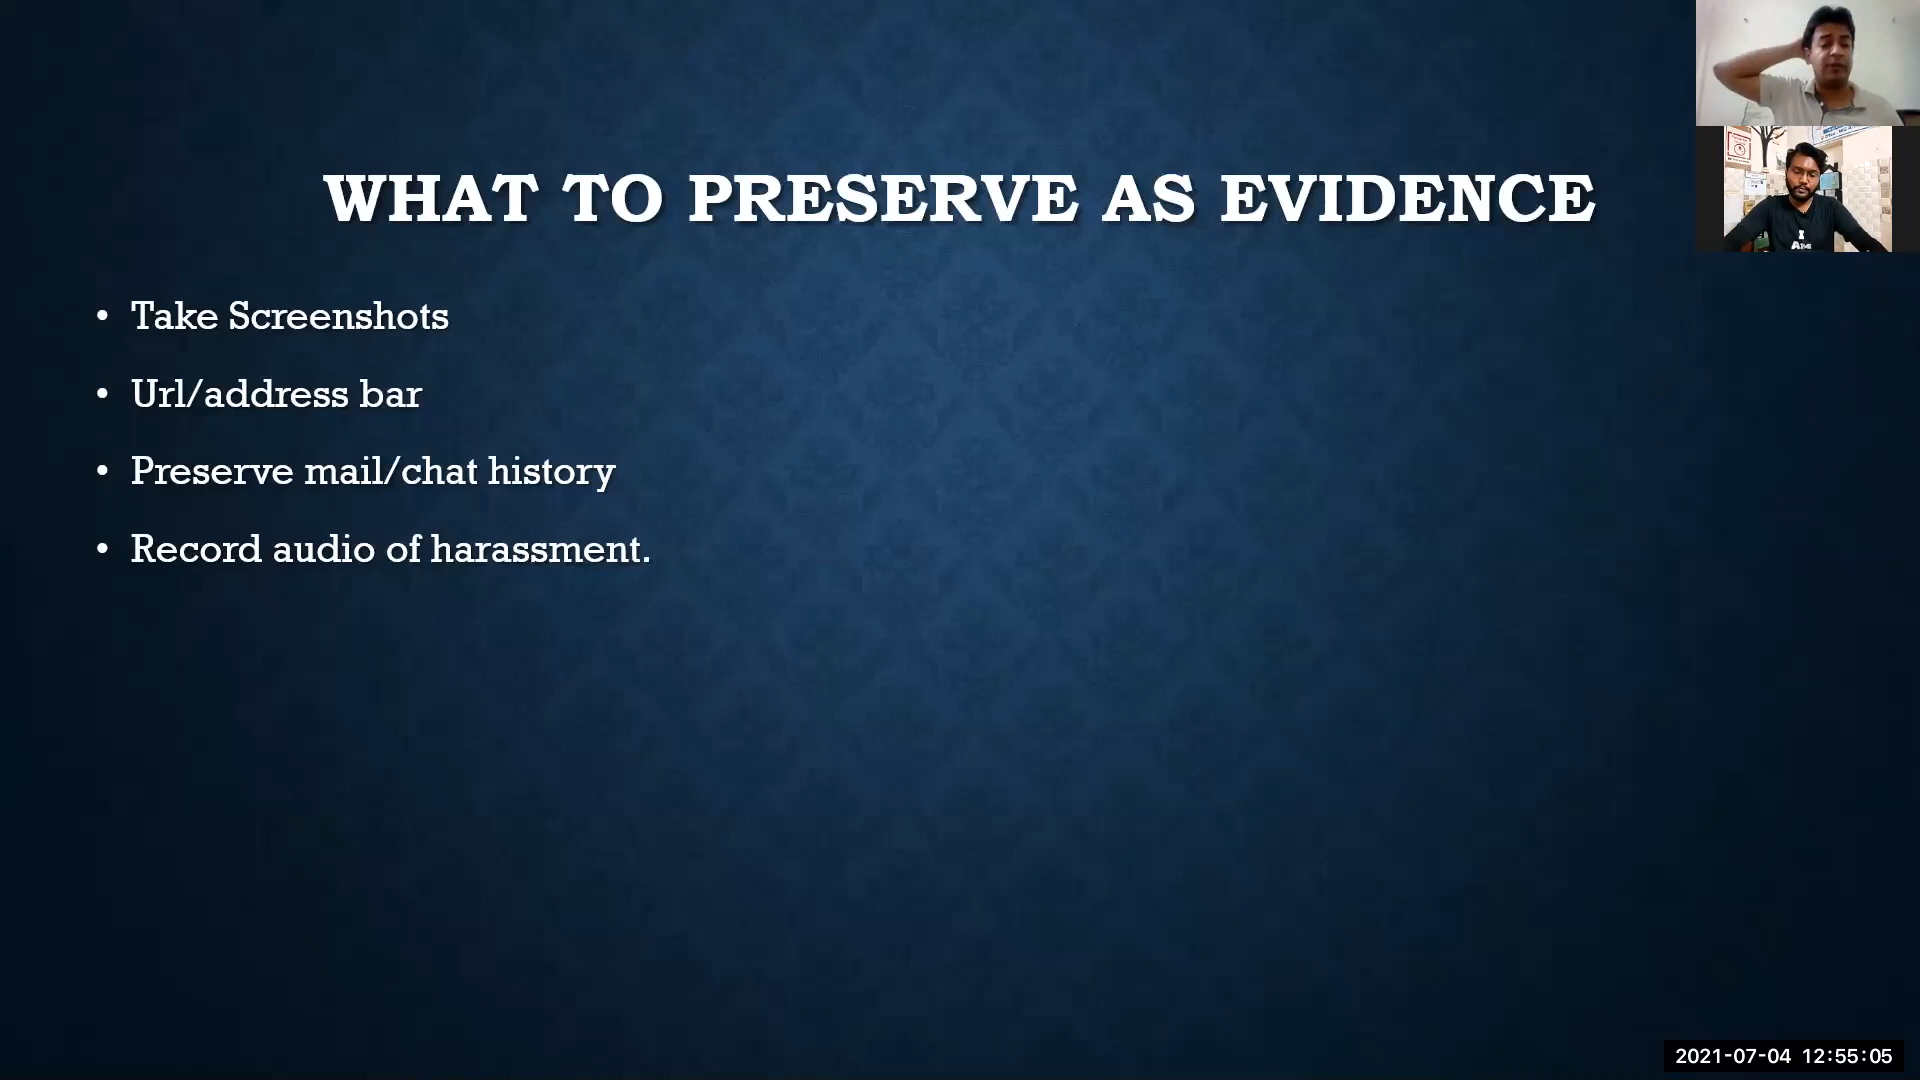 WHAT TO PRESERVE AS EVIDENCE
• Take Screenshots
• Url/address bar
• Preserve mail/chat history
• Record audio of harassment.
I
AM
2021-07-04 12:55:05